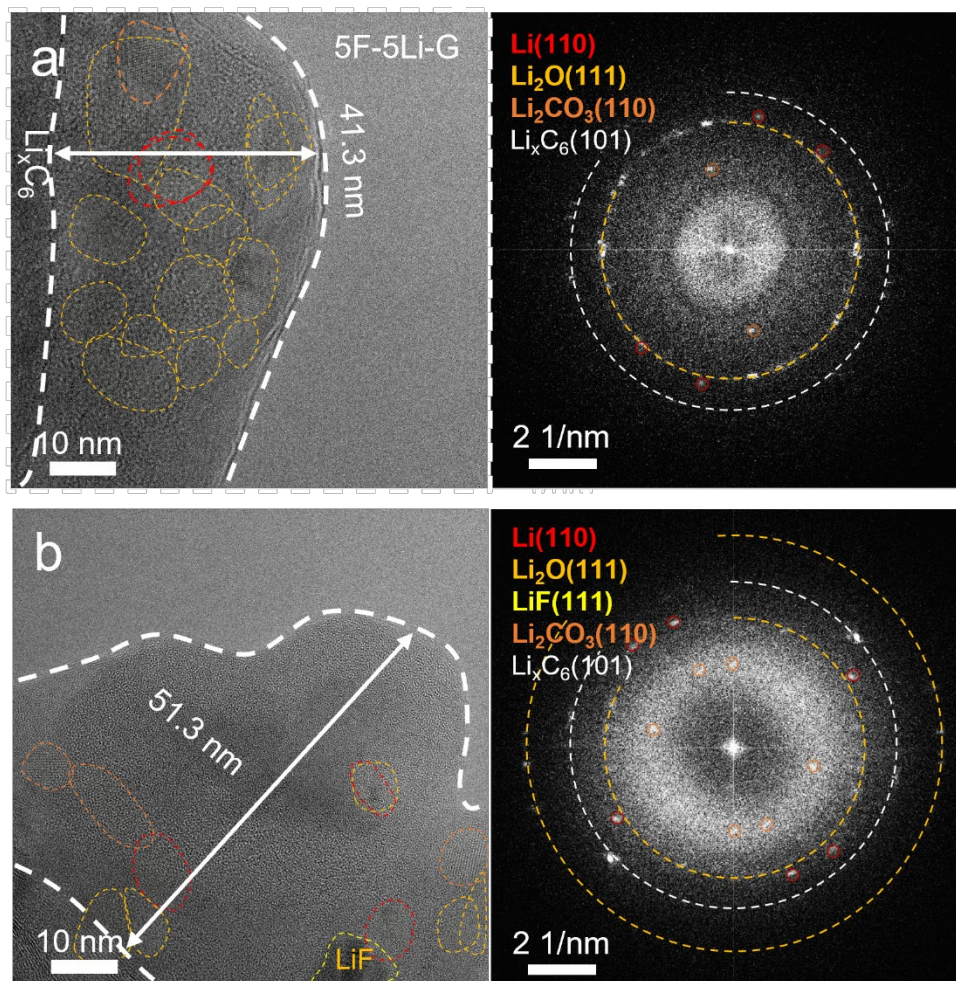 a
5F-5Li-G
LiₓC₆
41.3 nm
10 nm
Li(110)
Li₂O(111)
Li₂CO₃(110)
LiₓC₆(101)
2 1/nm
b
51.3 nm
LiF
10 nm
Li(110)
Li₂O(111)
LiF(111)
Li₂CO₃(110)
LiₓC₆(101)
2 1/nm